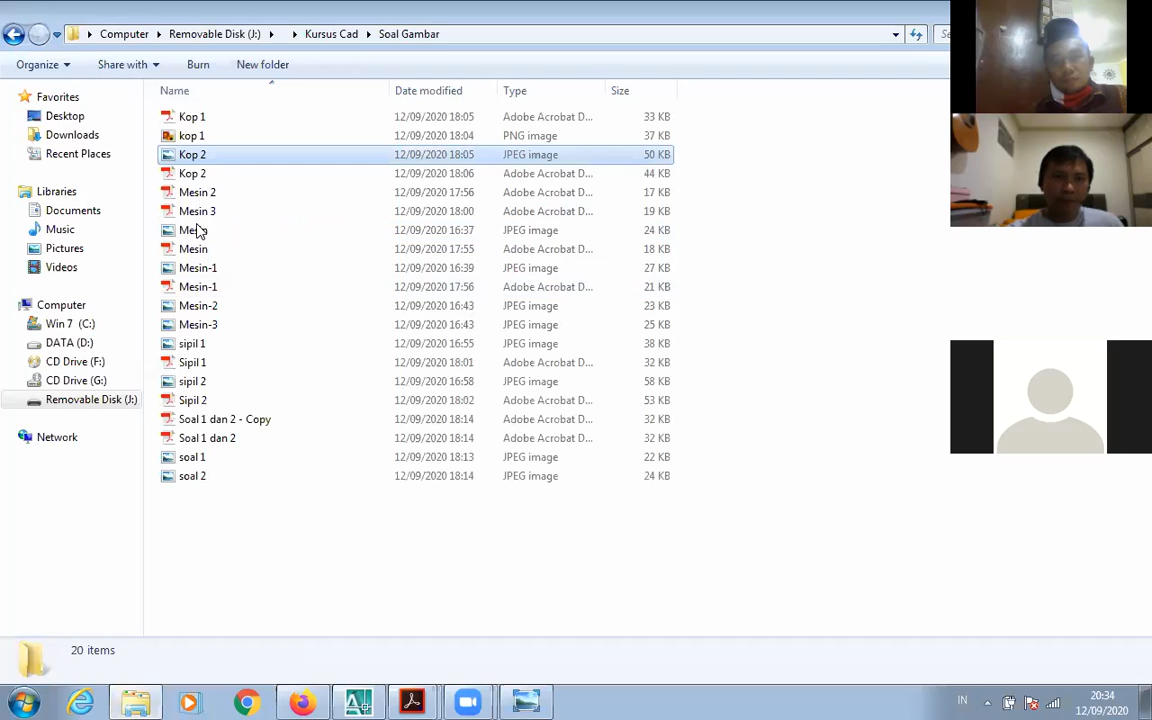 Computer Removable Disk (J:) Kursus Cad Soal Gambar
Organize Share with Burn New folder
Name Date modified Type Size
Favorites
Desktop
Downloads
Recent Places
Libraries
Documents
Music
Pictures
Videos
Computer
Win 7 (C:)
DATA (D:)
CD Drive (F:)
CD Drive (G:)
Removable Disk (J:)
Network
Kop 1 12/09/2020 18:05 Adobe Acrobat D... 33 KB
kop 1 12/09/2020 18:04 PNG image 37 KB
Kop 2 12/09/2020 18:05 JPEG image 50 KB
Kop 2 12/09/2020 18:06 Adobe Acrobat D... 44 KB
Mesin 2 12/09/2020 17:56 Adobe Acrobat D... 17 KB
Mesin 3 12/09/2020 18:00 Adobe Acrobat D... 19 KB
Mesin 12/09/2020 16:37 JPEG image 24 KB
Mesin 12/09/2020 17:55 Adobe Acrobat D... 18 KB
Mesin-1 12/09/2020 16:39 JPEG image 27 KB
Mesin-1 12/09/2020 17:56 Adobe Acrobat D... 21 KB
Mesin-2 12/09/2020 16:43 JPEG image 23 KB
Mesin-3 12/09/2020 16:43 JPEG image 25 KB
sipil 1 12/09/2020 16:55 JPEG image 38 KB
Sipil 1 12/09/2020 18:01 Adobe Acrobat D... 32 KB
sipil 2 12/09/2020 16:58 JPEG image 58 KB
Sipil 2 12/09/2020 18:02 Adobe Acrobat D... 53 KB
Soal 1 dan 2 - Copy 12/09/2020 18:14 Adobe Acrobat D... 32 KB
Soal 1 dan 2 12/09/2020 18:14 Adobe Acrobat D... 32 KB
soal 1 12/09/2020 18:13 JPEG image 22 KB
soal 2 12/09/2020 18:14 JPEG image 24 KB
20 items
IN
20:34
12/09/2020